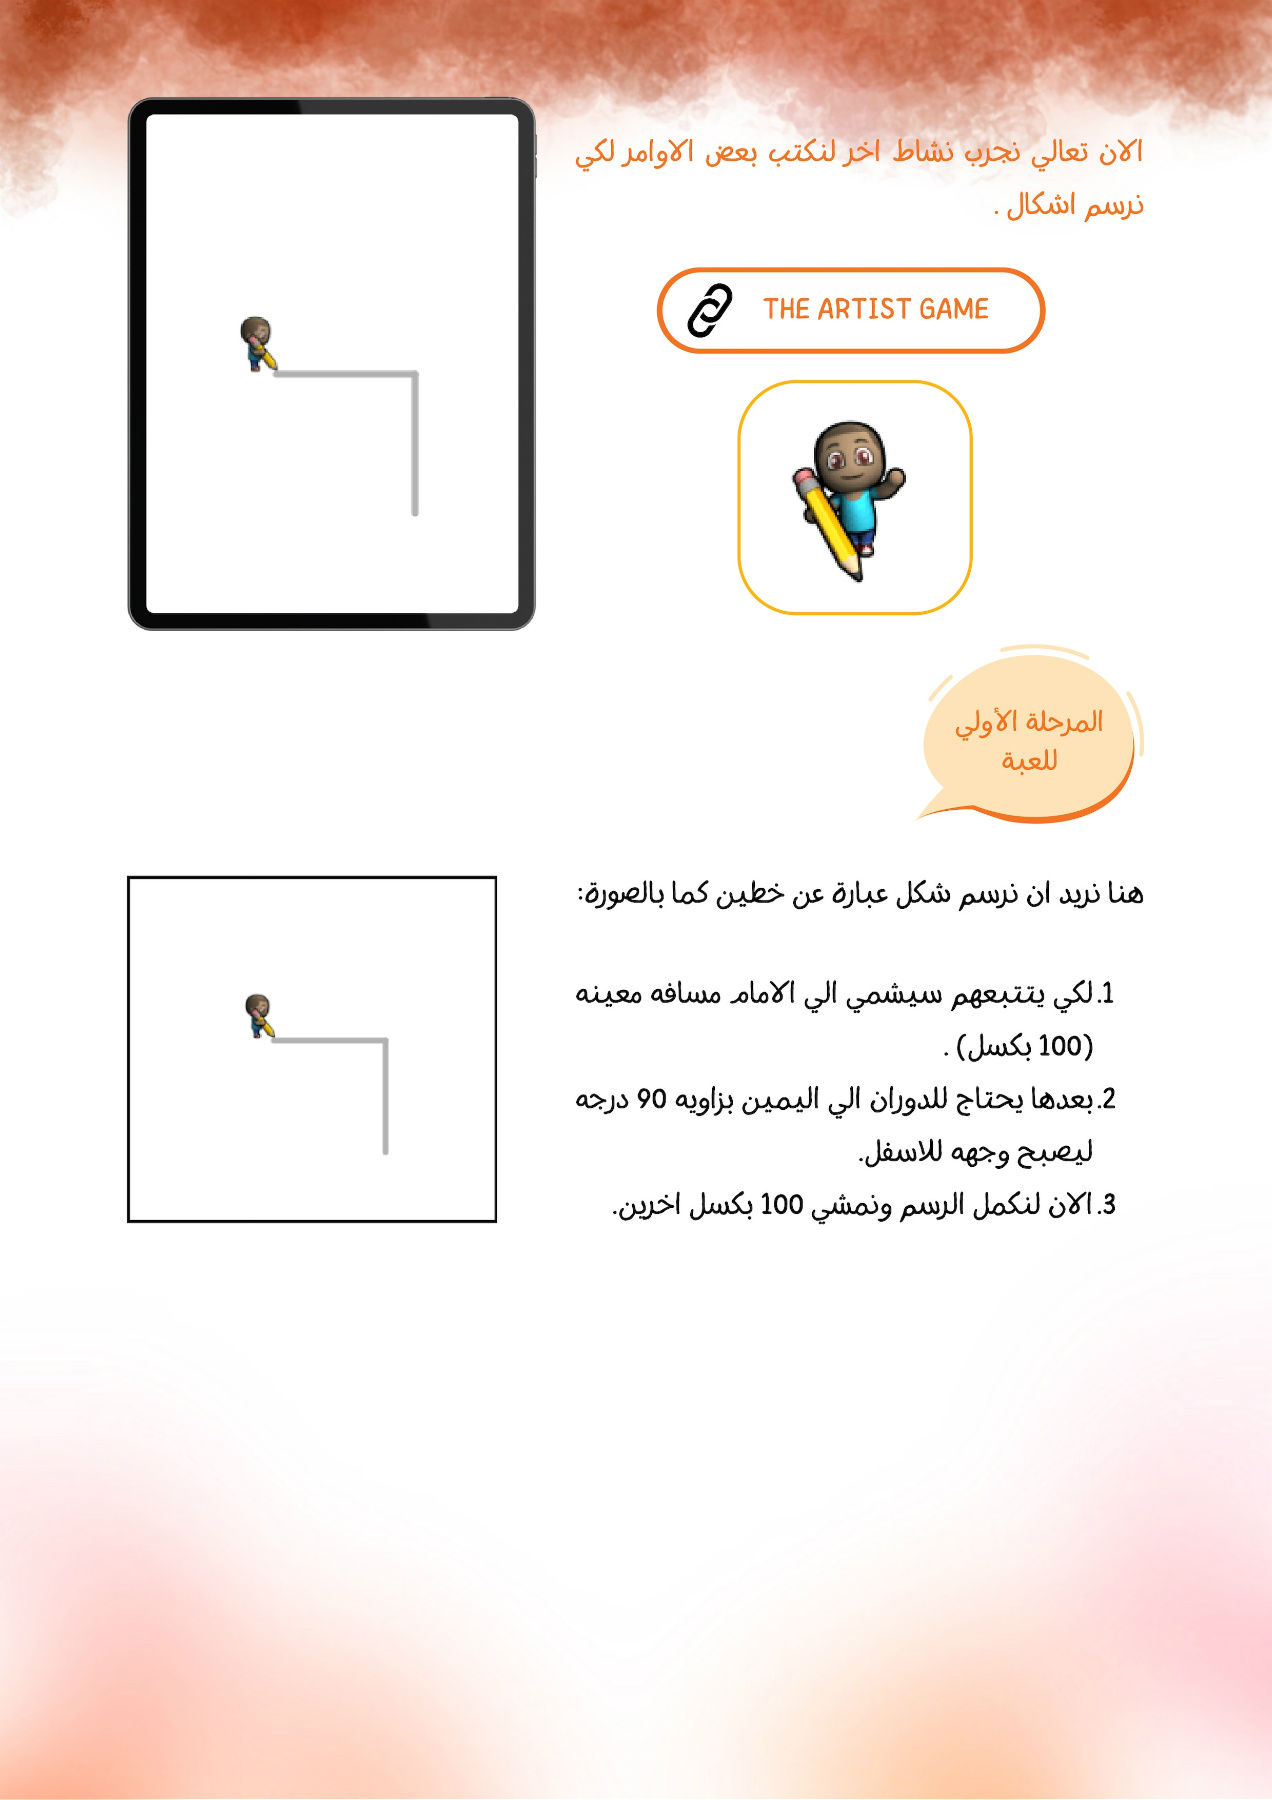 الان تعالي نجرب نشاط اخر لنكتب بعض الاوامر لكي
نرسم اشكال .
THE ARTIST GAME
المرحلة الأولي
للعبة
هنا نريد ان نرسم شكل عبارة عن خطين كما بالصورة:
1. لكي يتتبعهم سيشمي الي الامام مسافه معينه
(100 بكسل) .
2. بعدها يحتاج للدوران الي اليمين بزاويه 90 درجه
ليصبح وجهه للاسفل.
3. الان لنكمل الرسم ونمشي 100 بكسل اخرين.